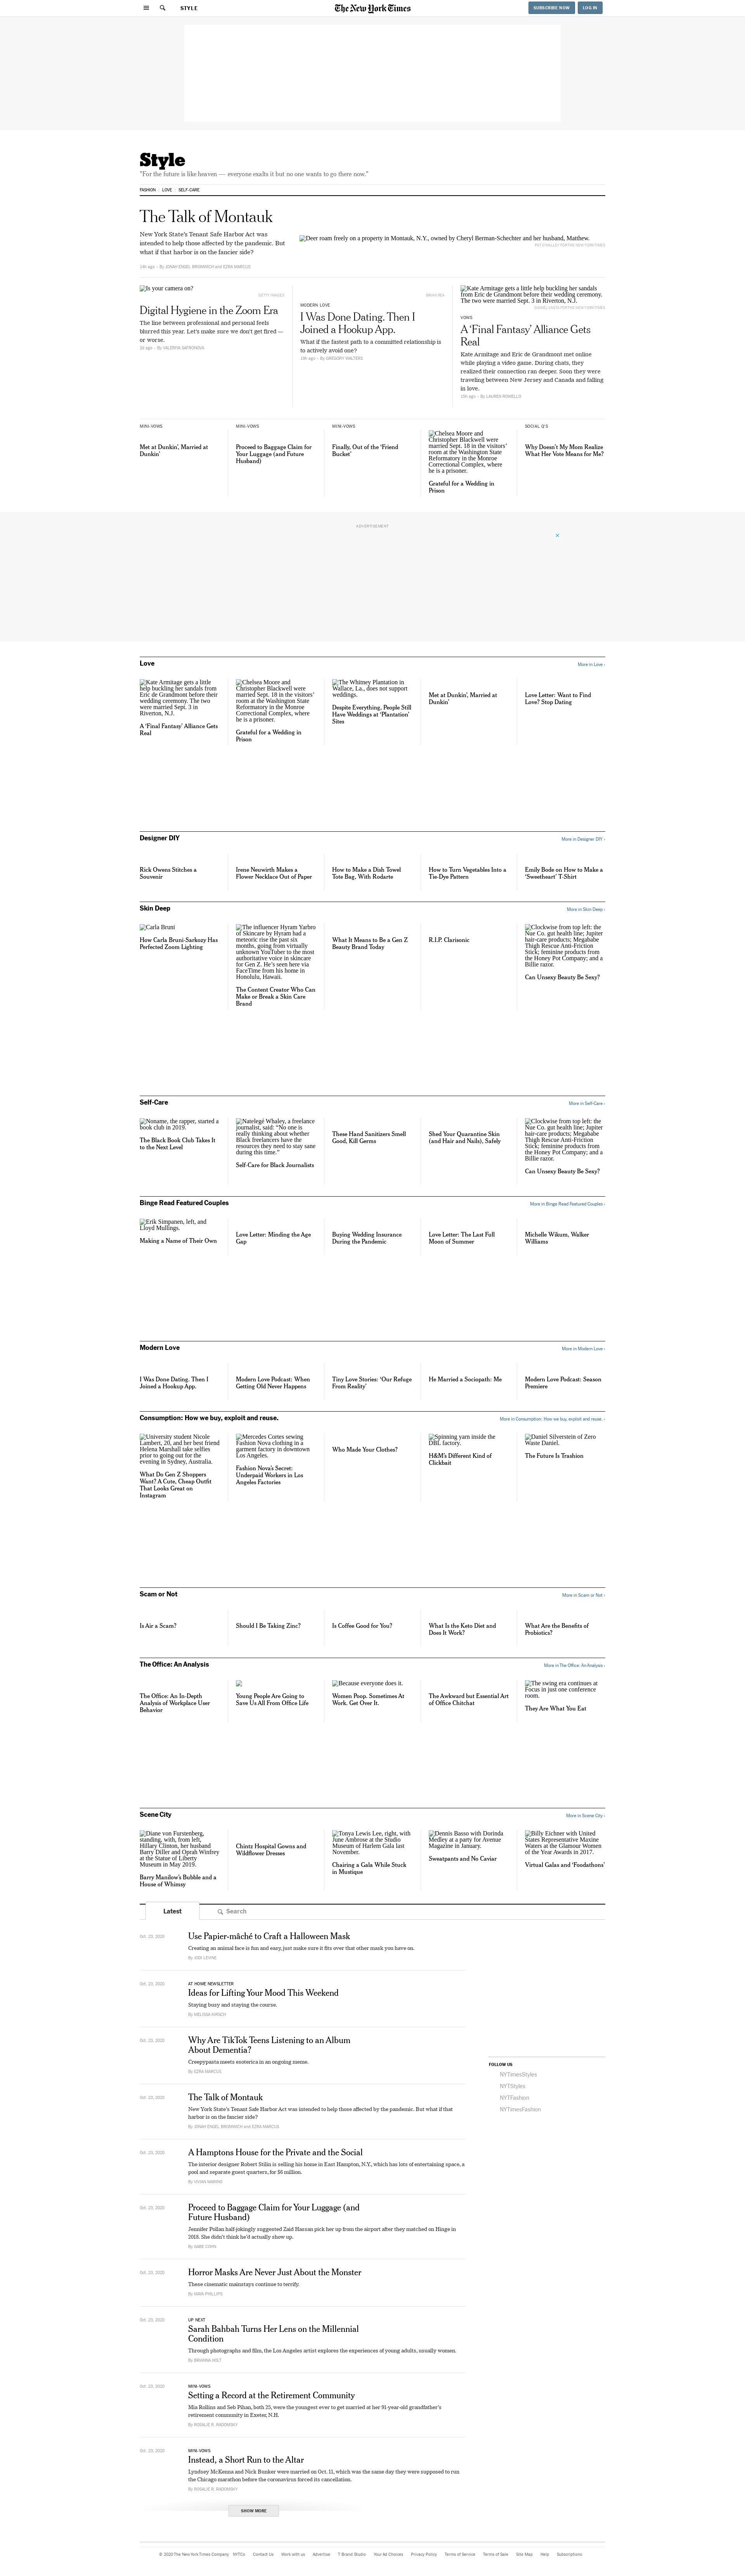 STYLE
The New York Times
SUBSCRIBE NOW
LOG IN
Style
"For the future is like heaven — everyone exalts it but no one wants to go there now."
FASHION
LOVE
SELF-CARE
The Talk of Montauk
New York State's Tenant Safe Harbor Act was
intended to help those affected by the pandemic. But
what if that harbor is on the fancier side?
By JONAH ENGEL BROMWICH and EZRA MARCUS
Deer roam freely on a property in Montauk, N.Y., owned by Cheryl Berman-Schechter and her husband, Matthew.
Is your camera on?
GETTY IMAGES
Digital Hygiene in the Zoom Era
The line between professional and personal feels
blurred this year. Let's make sure we don't get fired —
or worse.
2d ago - By VALERIYA SAFRONOVA
BRIAN REA
MODERN LOVE
I Was Done Dating. Then I
Joined a Hookup App.
What if the fastest path to a committed relationship is
to actively avoid one?
By GREGORY WALTERS
Kate Armitage gets a little help buckling her sandals
from Eric de Grandmont before their wedding ceremony.
The two were married Sept. 3 in Riverton, N.J.
VOWS
A 'Final Fantasy' Alliance Gets
Real
Kate Armitage and Eric de Grandmont met online
while playing a video game. During chats, they
realized their connection ran deeper. Soon they were
traveling between New Jersey and Canada and falling
in love.
By LAUREN ROWELLO
MINI-VOWS
Met at Dunkin', Married at
Dunkin'
MINI-VOWS
Proceed to Baggage Claim for
Your Luggage (and Future
Husband)
MINI-VOWS
Finally, Out of the 'Friend
Bucket'
Chelsea Moore and
Christopher Blackwell were
married Sept. 18 in the visitors'
room at the Washington State
Reformatory in the Monroe
Correctional Complex, where
he is a prisoner.
Grateful for a Wedding in
Prison
SOCIAL Q'S
Why Doesn't My Mom Realize
What Her Vote Means for Me?
ADVERTISEMENT
Love
More in Love ›
Kate Armitage gets a little
help buckling her sandals from
Eric de Grandmont before their
wedding ceremony. The two
were married Sept. 3 in
Riverton, N.J.
A 'Final Fantasy' Alliance Gets
Real
Chelsea Moore and
Christopher Blackwell were
married Sept. 18 in the visitors'
room at the Washington State
Reformatory in the Monroe
Correctional Complex, where
he is a prisoner.
Grateful for a Wedding in
Prison
The Whitney Plantation in
Wallace, La., does not support
weddings.
Despite Everything, People Still
Have Weddings at 'Plantation'
Sites
Met at Dunkin', Married at
Dunkin'
Love Letter: Want to Find
Love? Stop Dating
Designer DIY
More in Designer DIY ›
Rick Owens Stitches a
Souvenir
Irene Neuwirth Makes a
Flower Necklace Out of Paper
How to Make a Dish Towel
Tote Bag, With Rodarte
How to Turn Vegetables Into a
Tie-Dye Pattern
Emily Bode on How to Make a
'Sweetheart' T-Shirt
Skin Deep
More in Skin Deep ›
Carla Bruni
How Carla Bruni-Sarkozy Has
Perfected Zoom Lighting
The influencer Hyram Yarbro
of Skincare by Hyram had a
meteoric rise the past six
months, going from virtually
unknown YouTuber to the most
authoritative voice in skincare
for Gen Z. He's seen here via
FaceTime from his home in
Honolulu, Hawaii.
The Content Creator Who Can
Make or Break a Skin Care
Brand
What It Means to Be a Gen Z
Beauty Brand Today
R.I.P. Clarisonic
Clockwise from top left: the
Nue Co. gut health line; Jupiter
hair-care products; Megababe
Thigh Rescue Anti-Friction
Stick; feminine products from
the Honey Pot Company; and a
Billie razor.
Can Unsexy Beauty Be Sexy?
Self-Care
More in Self-Care ›
Noname, the rapper, started a
book club in 2019.
The Black Book Club Takes It
to the Next Level
Natelegé Whaley, a freelance
journalist, said: "No one is
really thinking about whether
Black freelancers have the
resources they need to stay sane
during this time."
Self-Care for Black Journalists
These Hand Sanitizers Smell
Good, Kill Germs
Shed Your Quarantine Skin
(and Hair and Nails), Safely
Clockwise from top left: the
Nue Co. gut health line; Jupiter
hair-care products; Megababe
Thigh Rescue Anti-Friction
Stick; feminine products from
the Honey Pot Company; and a
Billie razor.
Can Unsexy Beauty Be Sexy?
Binge Read Featured Couples
More in Binge Read Featured Couples ›
Erik Simpanen, left, and
Lloyd Mullings.
Making a Name of Their Own
Love Letter: Minding the Age
Gap
Buying Wedding Insurance
During the Pandemic
Love Letter: The Last Full
Moon of Summer
Michelle Wikum, Walker
Williams
Modern Love
More in Modern Love ›
I Was Done Dating. Then I
Joined a Hookup App.
Modern Love Podcast: When
Getting Old Never Happens
Tiny Love Stories: 'Our Refuge
From Reality'
He Married a Sociopath: Me
Modern Love Podcast: Season
Premiere
Consumption: How we buy, exploit and reuse.
More in Consumption: How we buy, exploit and reuse. ›
University student Nicole
Lambert, 20, and her best friend
Helena Marshall take selfies
prior to going out for the
evening in Sydney, Australia.
What Do Gen Z Shoppers
Want? A Cute, Cheap Outfit
That Looks Great on
Instagram
Mercedes Cortes sewing
Fashion Nova clothing in a
garment factory in downtown
Los Angeles.
Fashion Nova's Secret:
Underpaid Workers in Los
Angeles Factories
Who Made Your Clothes?
Spinning yarn inside the
DBL factory.
H&M's Different Kind of
Clickbait
Daniel Silverstein of Zero
Waste Daniel.
The Future Is Trashion
Scam or Not
More in Scam or Not ›
Is Air a Scam?
Should I Be Taking Zinc?
Is Coffee Good for You?
What Is the Keto Diet and
Does It Work?
What Are the Benefits of
Probiotics?
The Office: An Analysis
More in The Office: An Analysis ›
The Office: An In-Depth
Analysis of Workplace User
Behavior
Young People Are Going to
Save Us All From Office Life
Because everyone does it.
Women Poop. Sometimes At
Work. Get Over It.
The Awkward but Essential Art
of Office Chitchat
The swing era continues at
Focus in just one conference
room.
They Are What You Eat
Scene City
More in Scene City ›
Diane von Furstenberg,
standing, with, from left,
Hillary Clinton, her husband
Barry Diller and Oprah Winfrey
at the Statue of Liberty
Museum in May 2019.
Barry Manilow's Bubble and a
House of Whimsy
Chintz Hospital Gowns and
Wildflower Dresses
Tonya Lewis Lee, right, with
June Ambrose at the Studio
Museum of Harlem Gala last
November.
Chairing a Gala While Stuck
in Mustique
Dennis Basso with Dorinda
Medley at a party for Avenue
Magazine in January.
Sweatpants and No Caviar
Billy Eichner with United
States Representative Maxine
Waters at the Glamour Women
of the Year Awards in 2017.
Virtual Galas and 'Foodathons'
Latest
Search
Oct. 23, 2020
Use Papier-mâché to Craft a Halloween Mask
Creating an animal face is fun and easy, just make sure it fits over that other mask you have on.
By JODI LEVINE
Oct. 23, 2020
AT HOME NEWSLETTER
Ideas for Lifting Your Mood This Weekend
Staying busy and staying the course.
By MELISSA KIRSCH
Oct. 23, 2020
Why Are TikTok Teens Listening to an Album
About Dementia?
Creepypasta meets esoterica in an ongoing meme.
By EZRA MARCUS
Oct. 23, 2020
The Talk of Montauk
New York State's Tenant Safe Harbor Act was intended to help those affected by the pandemic. But what if that
harbor is on the fancier side?
By JONAH ENGEL BROMWICH and EZRA MARCUS
Oct. 23, 2020
A Hamptons House for the Private and the Social
The interior designer Robert Stilin is selling his home in East Hampton, N.Y., which has lots of entertaining space, a
pool and separate guest quarters, for $6 million.
By VIVIAN MARINO
Oct. 23, 2020
Proceed to Baggage Claim for Your Luggage (and
Future Husband)
Jennifer Pollan half-jokingly suggested Zaid Hassan pick her up from the airport after they matched on Hinge in
2018. She didn't think he'd actually show up.
By GABE COHN
Oct. 23, 2020
Horror Masks Are Never Just About the Monster
These cinematic mainstays continue to terrify.
By MAYA PHILLIPS
Oct. 23, 2020
UP NEXT
Sarah Bahbah Turns Her Lens on the Millennial
Condition
Through photographs and film, the Los Angeles artist explores the experiences of young adults, usually women.
By BRIANNA HOLT
Oct. 23, 2020
MINI-VOWS
Setting a Record at the Retirement Community
Mia Rollins and Seb Pihan, both 25, were the youngest ever to get married at her 91-year-old grandfather's
retirement community in Exeter, N.H.
By ROSALIE R. RADOMSKY
Oct. 23, 2020
MINI-VOWS
Instead, a Short Run to the Altar
Lyndsey McKenna and Nick Bunker were married on Oct. 11, which was the same day they were supposed to run
the Chicago marathon before the coronavirus forced its cancellation.
By ROSALIE R. RADOMSKY
SHOW MORE
FOLLOW US
NYTimesStyles
NYTStyles
NYTFashion
NYTimesFashion
© 2020 The New York Times Company
NYTCo
Contact Us
Work with us
Advertise
T Brand Studio
Your Ad Choices
Privacy Policy
Terms of Service
Terms of Sale
Site Map
Help
Subscriptions